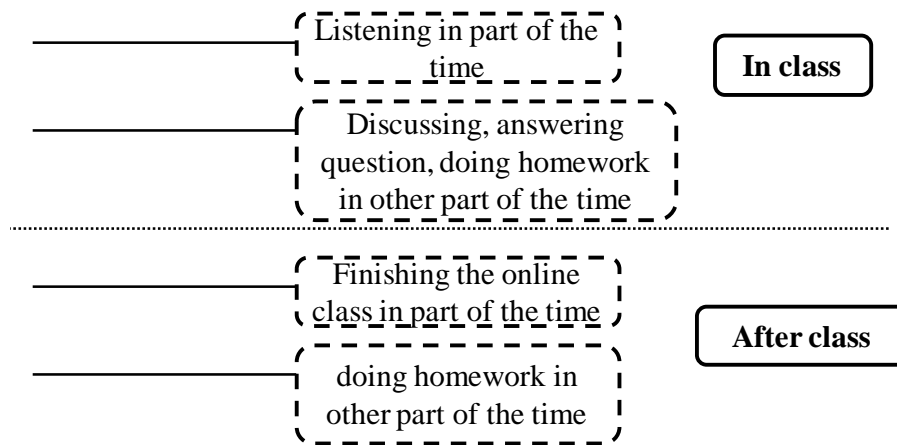 Listening in part of the
time
In class
Discussing, answering
question, doing homework
in other part of the time
Finishing the online
class in part of the time
After class
doing homework in
other part of the time